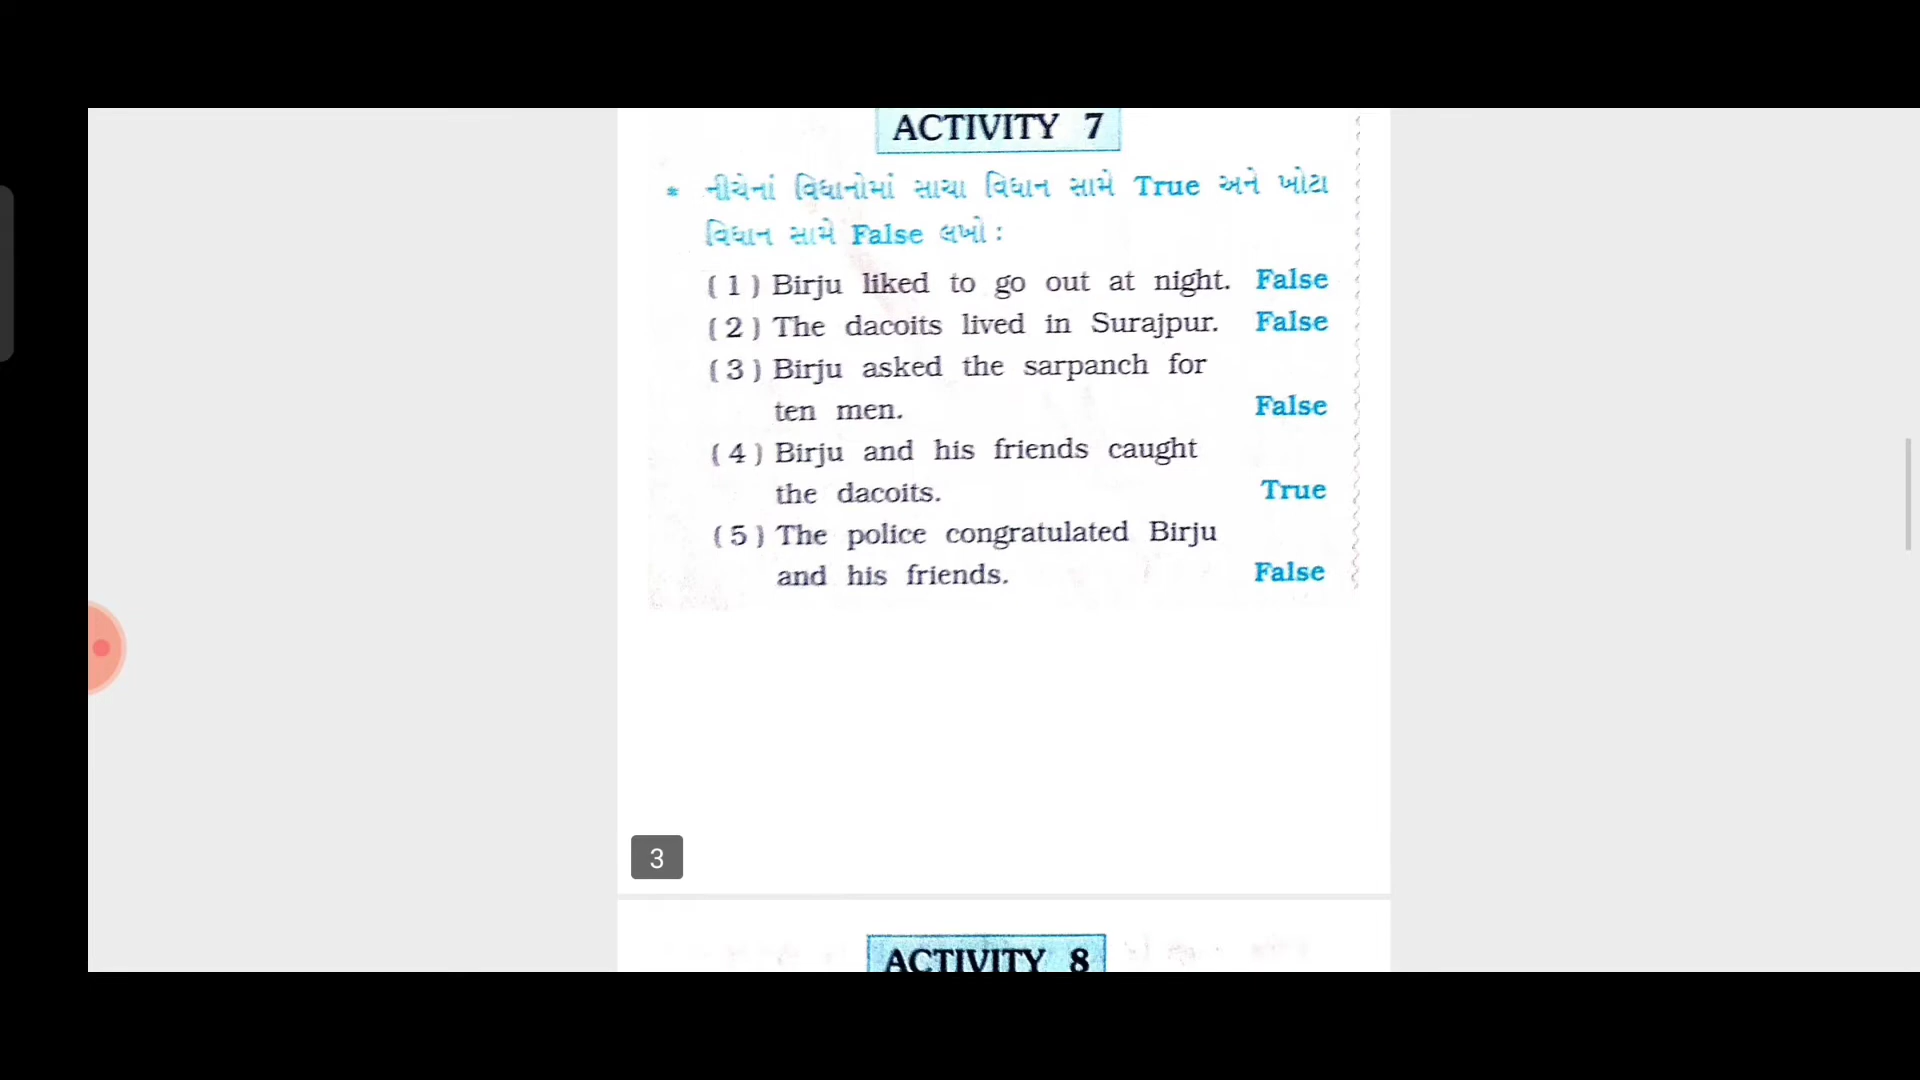 ACTIVITY 7
* નીચેનાં વિધાનોમાં સાચા વિધાન સામે True અને ખોટા
વિધાન સામે False લખો :
( 1 ) Birju liked to go out at night. False
( 2 ) The dacoits lived in Surajpur. False
( 3 ) Birju asked the sarpanch for
ten men. False
( 4 ) Birju and his friends caught
the dacoits. True
( 5 ) The police congratulated Birju
and his friends. False
3
ACTIVITY 8